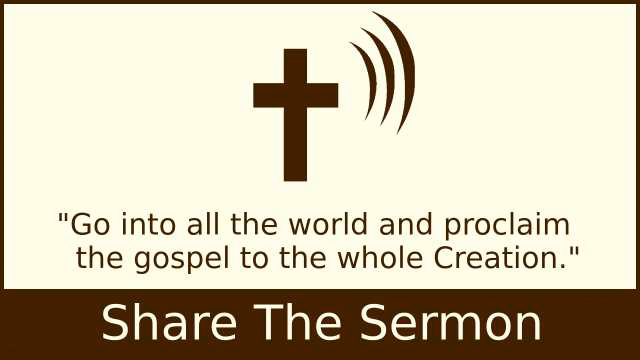 "Go into all the world and proclaim
the gospel to the whole Creation."
Share The Sermon